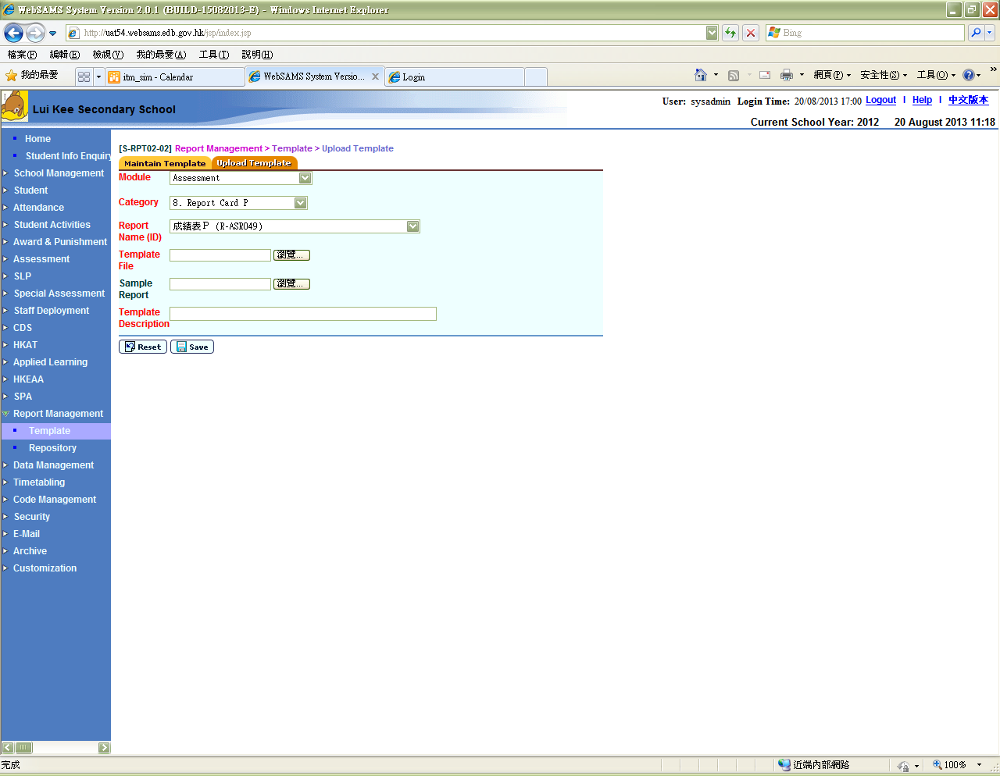 WebSAMS System Version 2.0.1 (BUILD-15082013-E) - Windows Internet Explorer
http://uat54.websams.edb.gov.hk/jsp/index.jsp
Bing
檔案(F) 編輯(E) 檢視(V) 我的最愛(A) 工具(T) 說明(H)
我的最愛
itm_sim - Calendar
WebSAMS System Versio...
Login
網頁(P)
安全性(S)
工具(O)
Lui Kee Secondary School
User: sysadmin Login Time: 20/08/2013 17:00 Logout I Help I 中文版本
Current School Year: 2012 20 August 2013 11:18
Home
Student Info Enquiry
School Management
Student
Attendance
Student Activities
Award & Punishment
Assessment
SLP
Special Assessment
Staff Deployment
CDS
HKAT
Applied Learning
HKEAA
SPA
Report Management
Template
Repository
Data Management
Timetabling
Code Management
Security
E-Mail
Archive
Customization
[S-RPT02-02] Report Management > Template > Upload Template
Maintain Template Upload Template
Module Assessment
Category 8. Report Card P
Report Name (ID) 成績表P (R-ASR049)
Template File 瀏覽...
Sample Report 瀏覽...
Template Description
Reset Save
完成
近端內部網路
100%